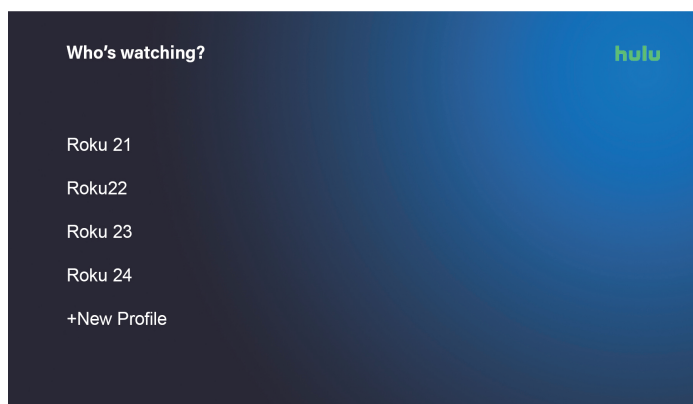 Who's watching?
hulu
Roku 21
Roku22
Roku 23
Roku 24
+New Profile